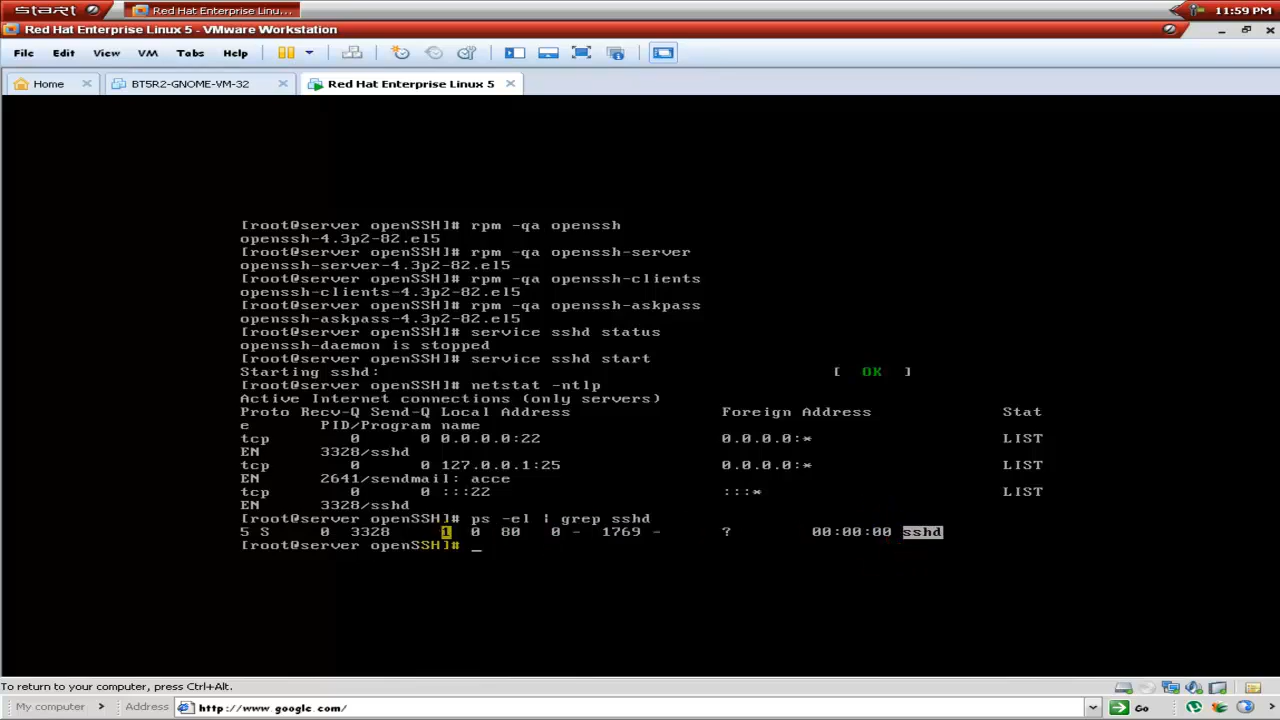 start
Red Hat Enterprise Linu...
11:59 PM
Red Hat Enterprise Linux 5 - VMware Workstation
File Edit View VM Tabs Help
Home
BT5R2-GNOME-VM-32
Red Hat Enterprise Linux 5
[root@server openSSH]# rpm -qa openssh
openssh-4.3p2-82.el5
[root@server openSSH]# rpm -qa openssh-server
openssh-server-4.3p2-82.el5
[root@server openSSH]# rpm -qa openssh-clients
openssh-clients-4.3p2-82.el5
[root@server openSSH]# rpm -qa openssh-askpass
openssh-askpass-4.3p2-82.el5
[root@server openSSH]# service sshd status
openssh-daemon is stopped
[root@server openSSH]# service sshd start
Starting sshd: [ OK ]
[root@server openSSH]# netstat -ntlp
Active Internet connections (only servers)
Proto Recv-Q Send-Q Local Address Foreign Address Stat
e PID/Program name
tcp 0 0 0.0.0.0:22 0.0.0.0:* LIST
EN 3328/sshd
tcp 0 0 127.0.0.1:25 0.0.0.0:* LIST
EN 2641/sendmail: acce
tcp 0 0 :::22 :::* LIST
EN 3328/sshd
[root@server openSSH]# ps -el | grep sshd
5 S 0 3328 1 0 80 0 - 1769 - ? 00:00:00 sshd
[root@server openSSH]# _
To return to your computer, press Ctrl+Alt.
My computer
Address
http://www.google.com/
Go